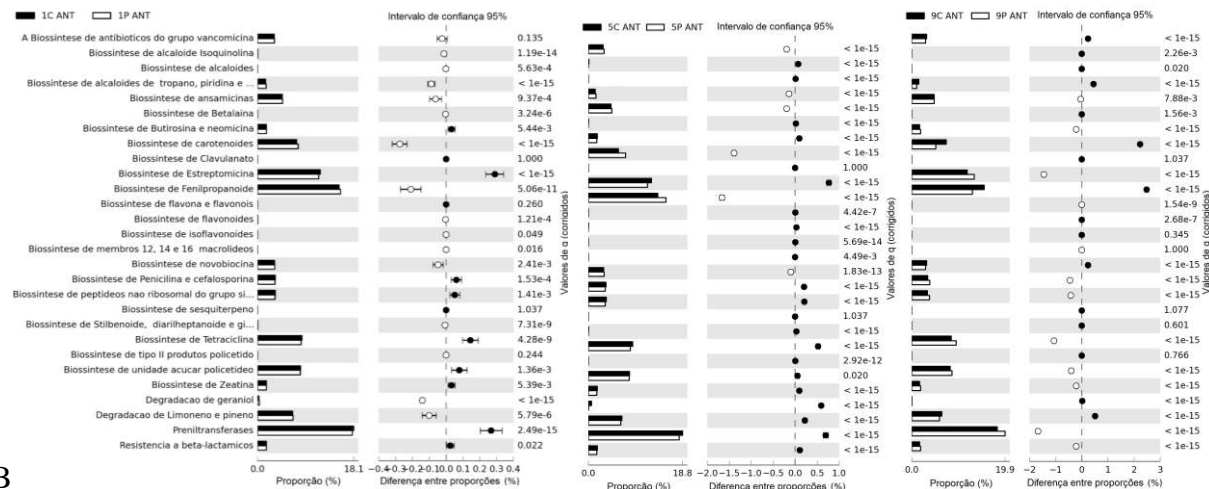 1C ANT 1P ANT Intervalo de confiança 95%
5C ANT 5P ANT Intervalo de confiança 95%
9C ANT 9P ANT Intervalo de confiança 95%
A Biossintese de antibioticos do grupo vancomicina 0.135 < 1e-15 < 1e-15
Biossintese de alcaloide Isoquinolina 1.19e-14 < 1e-15 2.26e-3
Biossintese de alcaloides 5.63e-4 < 1e-15 0.020
Biossintese de alcaloides de tropano, piridina e ... < 1e-15 < 1e-15 < 1e-15
Biossintese de ansamicinas 9.37e-4 < 1e-15 7.88e-3
Biossintese de Betalaina 3.24e-6 < 1e-15 1.56e-3
Biossintese de Butirosina e neomicina 5.44e-3 < 1e-15 < 1e-15
Biossintese de carotenoides < 1e-15 < 1e-15 < 1e-15
Biossintese de Clavulanato 1.000 1.000 1.037
Biossintese de Estreptomicina < 1e-15 < 1e-15 < 1e-15
Biossintese de Fenilpropanoide 5.06e-11 < 1e-15 < 1e-15
Biossintese de flavona e flavonois 0.260 4.42e-7 1.54e-9
Biossintese de flavonoides 1.21e-4 < 1e-15 2.68e-7
Biossintese de isoflavonoides 0.049 5.69e-14 0.345
Biossintese de membros 12, 14 e 16 macrolideos 0.016 4.49e-3 1.000
Biossintese de novobiocina 2.41e-3 1.83e-13 < 1e-15
Biossintese de Penicilina e cefalosporina 1.53e-4 < 1e-15 < 1e-15
Biossintese de peptideos nao ribosomal do grupo si... 1.41e-3 < 1e-15 < 1e-15
Biossintese de sesquiterpeno 1.037 1.037 1.077
Biossintese de Stilbenoide, diarilheptanoide e gi... 7.31e-9 < 1e-15 0.601
Biossintese de Tetraciclina 4.28e-9 < 1e-15 < 1e-15
Biossintese de tipo II produtos policetido 0.244 2.92e-12 0.766
Biossintese de unidade acucar policetideo 1.36e-3 0.020 < 1e-15
Biossintese de Zeatina 5.39e-3 < 1e-15 < 1e-15
Degradacao de geraniol < 1e-15 < 1e-15 < 1e-15
Degradacao de Limoneno e pineno 5.79e-6 < 1e-15 < 1e-15
Preniltransferases 2.49e-15 < 1e-15 < 1e-15
Resistencia a beta-lactamicos 0.022 < 1e-15 < 1e-15
Valores de q (corrigidos)
Valores de q (corrigidos)
Valores de q (corrigidos)
0.0 18.1 −0.4−0.3−0.2−0.10.00.1 0.2 0.3 0.4
0.0 18.8 −2.0−1.5−1.0−0.5 0.0 0.5 1.0
0.0 19.9 −2 −1 0 1 2 3
Proporção (%) Diferença entre proporções (%)
Proporção (%) Diferença entre proporções (%)
Proporção (%) Diferença entre proporções (%)
B